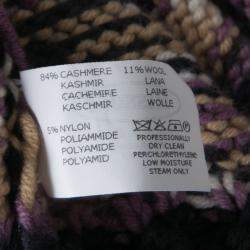 84% CASHMERE 11% WOOL
KASHMIR LANA
CACHEMIRE LAINE
KASCHMIR WOLLE
5% NYLON
POLIAMMIDE PROFESSIONALLY
POLYAMIDE DRY CLEAN
POLYAMID PERCHLORETHYLENE
LOW MOISTURE
STEAM ONLY